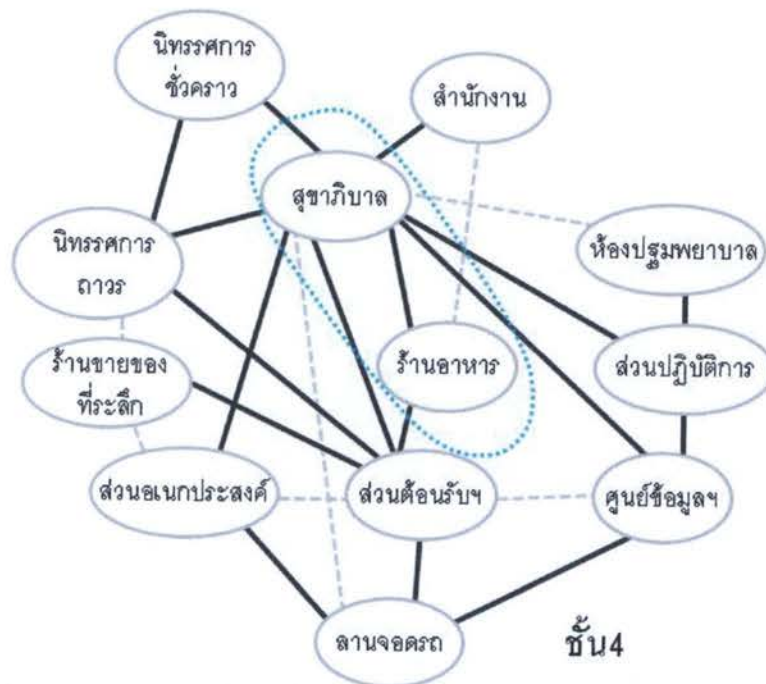 นิทรรศการ
ชั่วคราว
สำนักงาน
สุขาภิบาล
นิทรรศการ
ถาวร
ห้องปฐมพยาบาล
ร้านขายของ
ที่ระลึก
ร้านอาหาร
ส่วนปฏิบัติการ
ส่วนอเนกประสงค์
ส่วนต้อนรับฯ
ศูนย์ข้อมูลฯ
ลานจอดรถ
ชั้น4